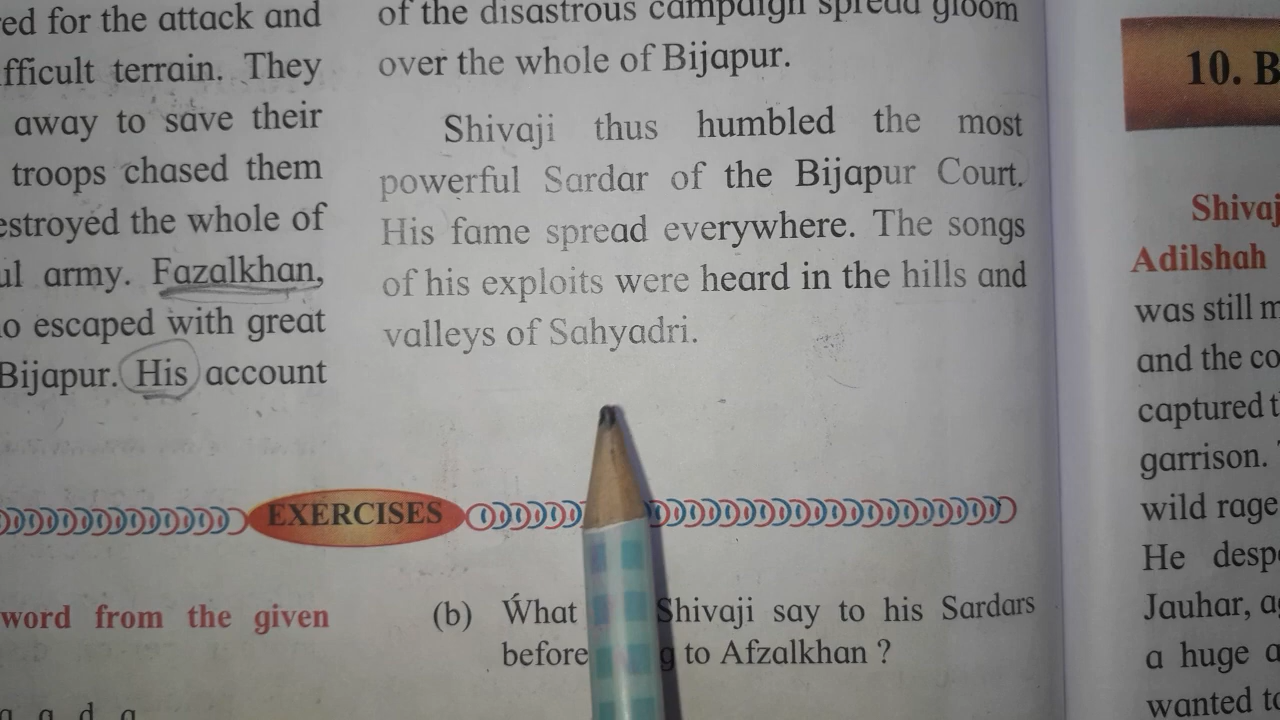 ed for the attack and
fficult terrain. They
away to save their
troops chased them
estroyed the whole of
ul army. Fazalkhan,
o escaped with great
Bijapur. His account
of the disastrous campaign spread gloom
over the whole of Bijapur.
Shivaji thus humbled the most
powerful Sardar of the Bijapur Court.
His fame spread everywhere. The songs
of his exploits were heard in the hills and
valleys of Sahyadri.
EXERCISES
word from the given
(b) What Shivaji say to his Sardars
before g to Afzalkhan ?
10. B
Shivaj
Adilshah
was still m
and the co
captured t
garrison.
wild rage
He desp
Jauhar, a
a huge a
wanted to